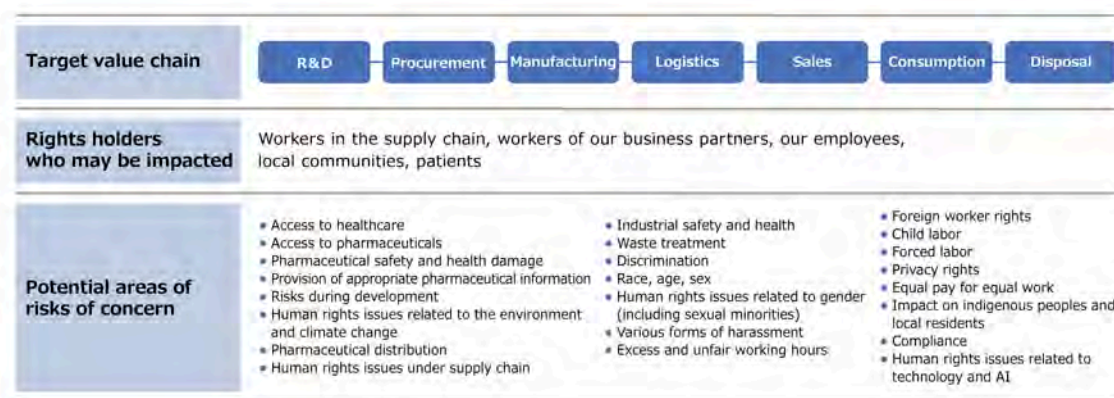 Target value chain
R&D
Procurement
Manufacturing
Logistics
Sales
Consumption
Disposal
Rights holders
who may be impacted
Workers in the supply chain, workers of our business partners, our employees,
local communities, patients
Potential areas of
risks of concern
• Access to healthcare
• Access to pharmaceuticals
• Pharmaceutical safety and health damage
• Provision of appropriate pharmaceutical information
• Risks during development
• Human rights issues related to the environment
and climate change
• Pharmaceutical distribution
• Human rights issues under supply chain
• Industrial safety and health
• Waste treatment
• Discrimination
• Race, age, sex
• Human rights issues related to gender
(including sexual minorities)
• Various forms of harassment
• Excess and unfair working hours
• Foreign worker rights
• Child labor
• Forced labor
• Privacy rights
• Equal pay for equal work
• Impact on indigenous peoples and
local residents
• Compliance
• Human rights issues related to
technology and AI